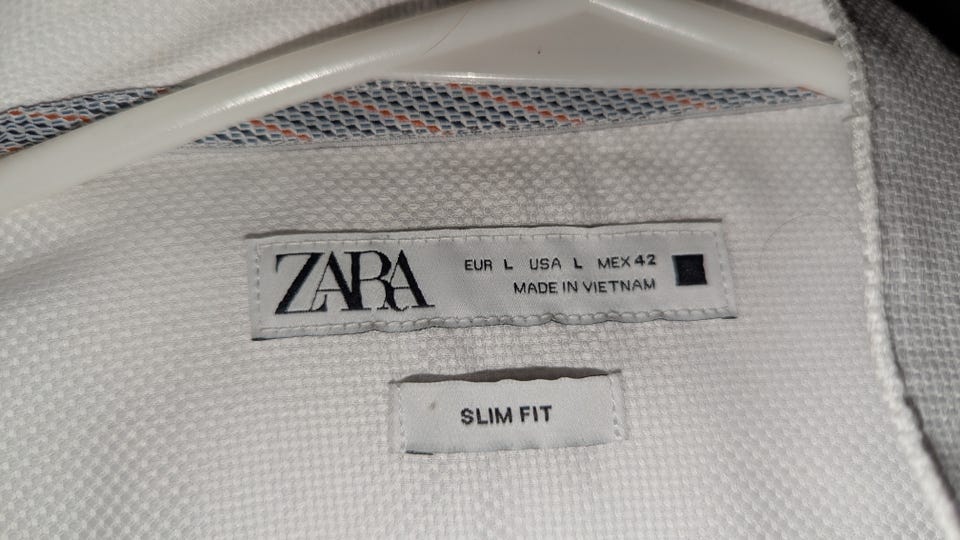 ZARA
EUR L USA L MEX 42
MADE IN VIETNAM
SLIM FIT